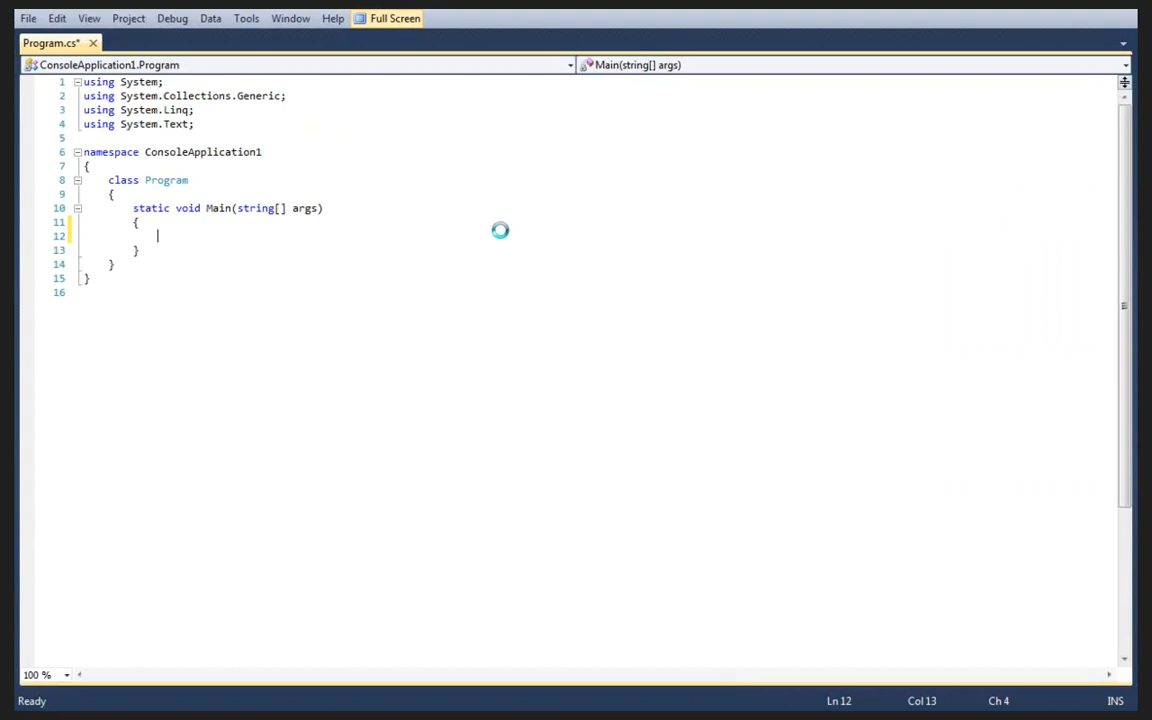 File Edit View Project Debug Data Tools Window Help Full Screen
Program.cs*
ConsoleApplication1.Program Main(string[] args)
1 using System;
2 using System.Collections.Generic;
3 using System.Linq;
4 using System.Text;
5
6 namespace ConsoleApplication1
7 {
8 class Program
9 {
10 static void Main(string[] args)
11 {
12
13 }
14 }
15 }
16
100 %
Ready Ln 12 Col 13 Ch 4 INS